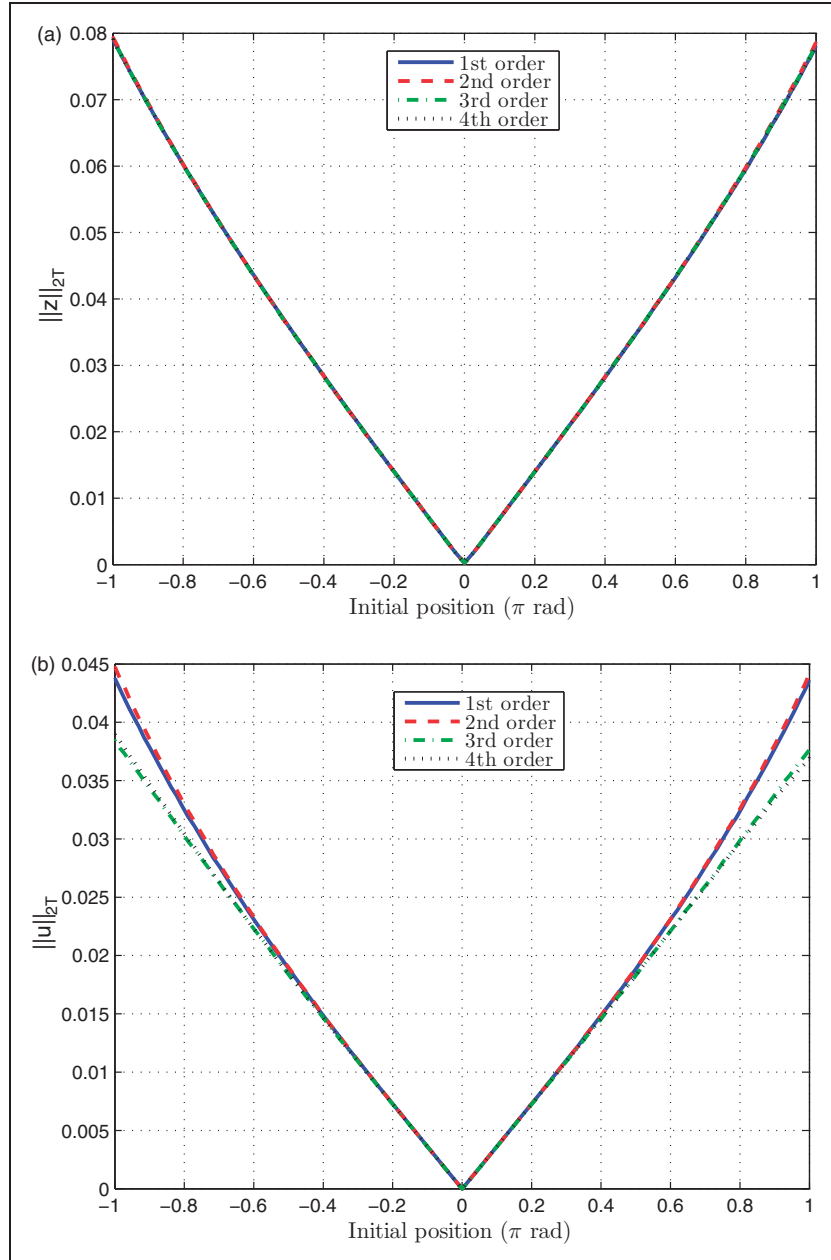 (a)
0.08
0.07
0.06
0.05
0.04
0.03
0.02
0.01
0
||z||2T
1st order
2nd order
3rd order
4th order
−1 −0.8 −0.6 −0.4 −0.2 0 0.2 0.4 0.6 0.8 1
Initial position (π rad)
(b)
0.045
0.04
0.035
0.03
0.025
0.02
0.015
0.01
0.005
0
||u||2T
1st order
2nd order
3rd order
4th order
−1 −0.8 −0.6 −0.4 −0.2 0 0.2 0.4 0.6 0.8 1
Initial position (π rad)